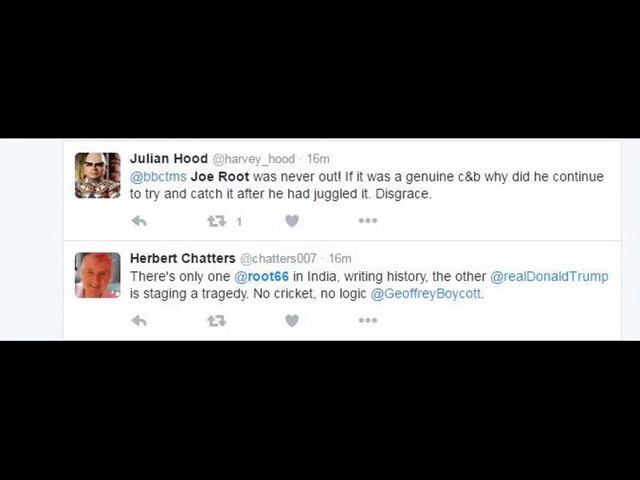 Julian Hood @harvey_hood · 16m
@bbctms Joe Root was never out! If it was a genuine c&b why did he continue
to try and catch it after he had juggled it. Disgrace.
1
Herbert Chatters @chatters007 · 16m
There's only one @root66 in India, writing history, the other @realDonaldTrump
is staging a tragedy. No cricket, no logic @GeoffreyBoycott.